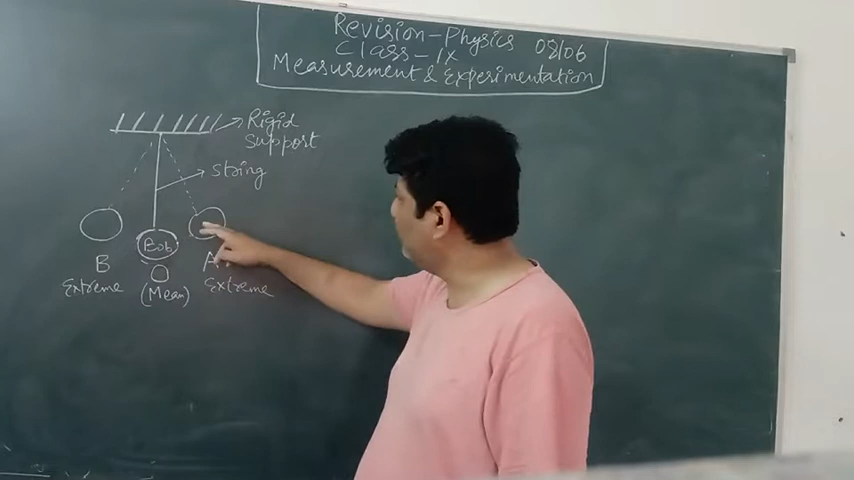 Revision-Physics 08/06
Class-IX
Measurement & Experimentation
Rigid
Support
string
Bob
B
O
A
Extreme
(Mean)
Extreme